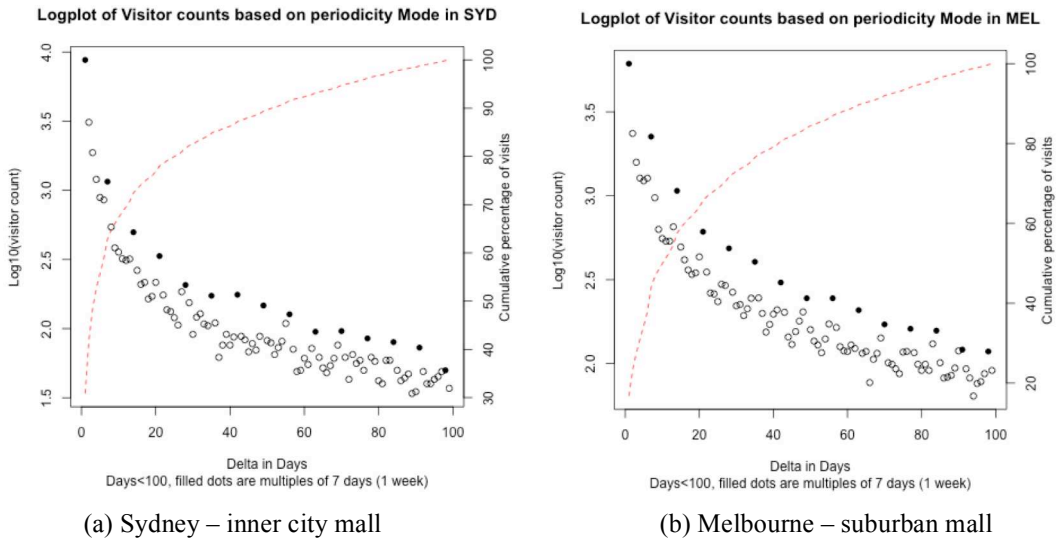 Logplot of Visitor counts based on periodicity Mode in SYD
4.0
3.5
3.0
2.5
2.0
1.5
Log10(visitor count)
100
90
80
70
60
50
40
30
Cumulative percentage of visits
0 20 40 60 80 100
Delta in Days
Days<100, filled dots are multiples of 7 days (1 week)
(a) Sydney – inner city mall
Logplot of Visitor counts based on periodicity Mode in MEL
3.5
3.0
2.5
2.0
Log10(visitor count)
100
80
60
40
20
Cumulative percentage of visits
0 20 40 60 80 100
Delta in Days
Days<100, filled dots are multiples of 7 days (1 week)
(b) Melbourne – suburban mall